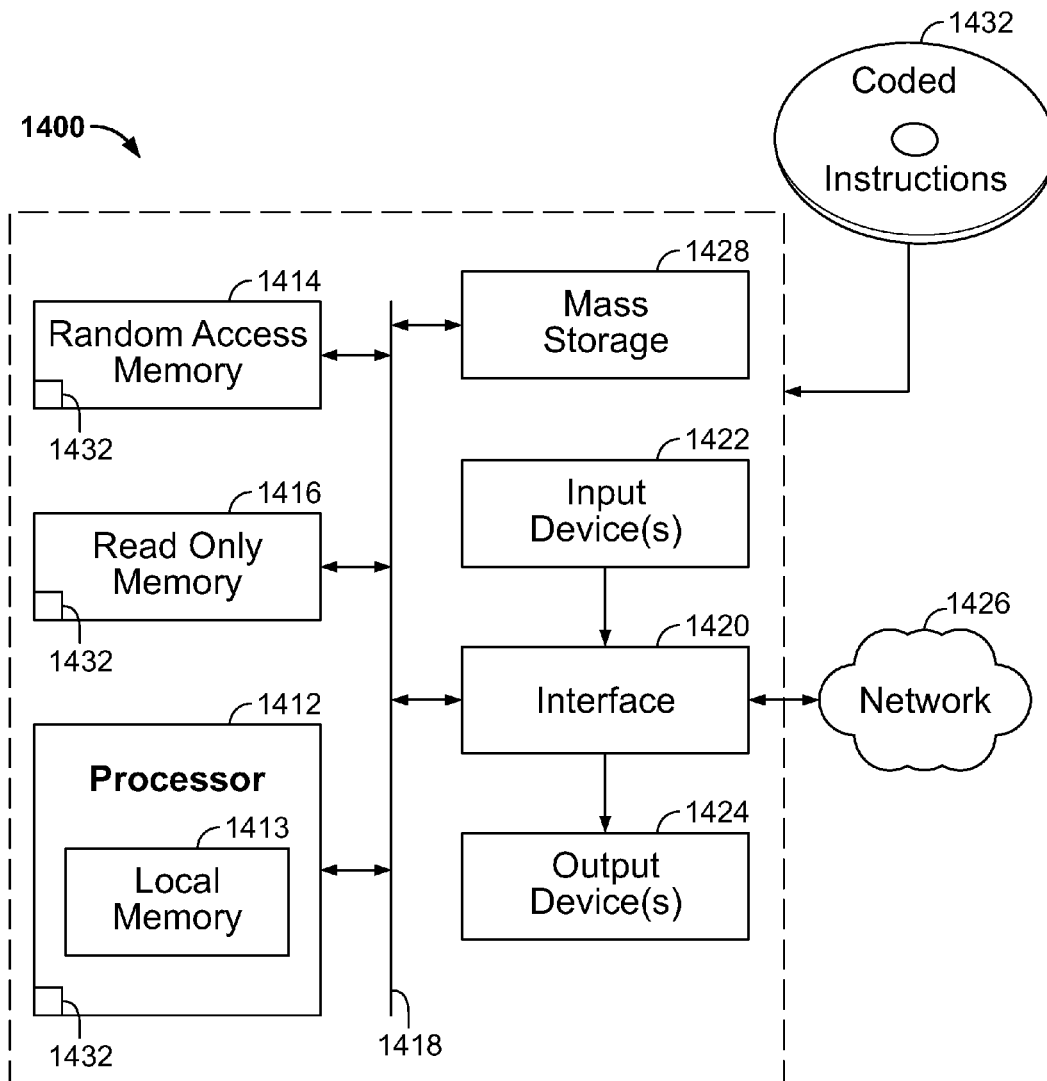 1432
Coded
Instructions
1400
1414
Random Access
Memory
1432
1428
Mass
Storage
1422
Input
Device(s)
1416
Read Only
Memory
1432
1420
Interface
1426
Network
1412
Processor
1413
Local
Memory
1432
1424
Output
Device(s)
1418